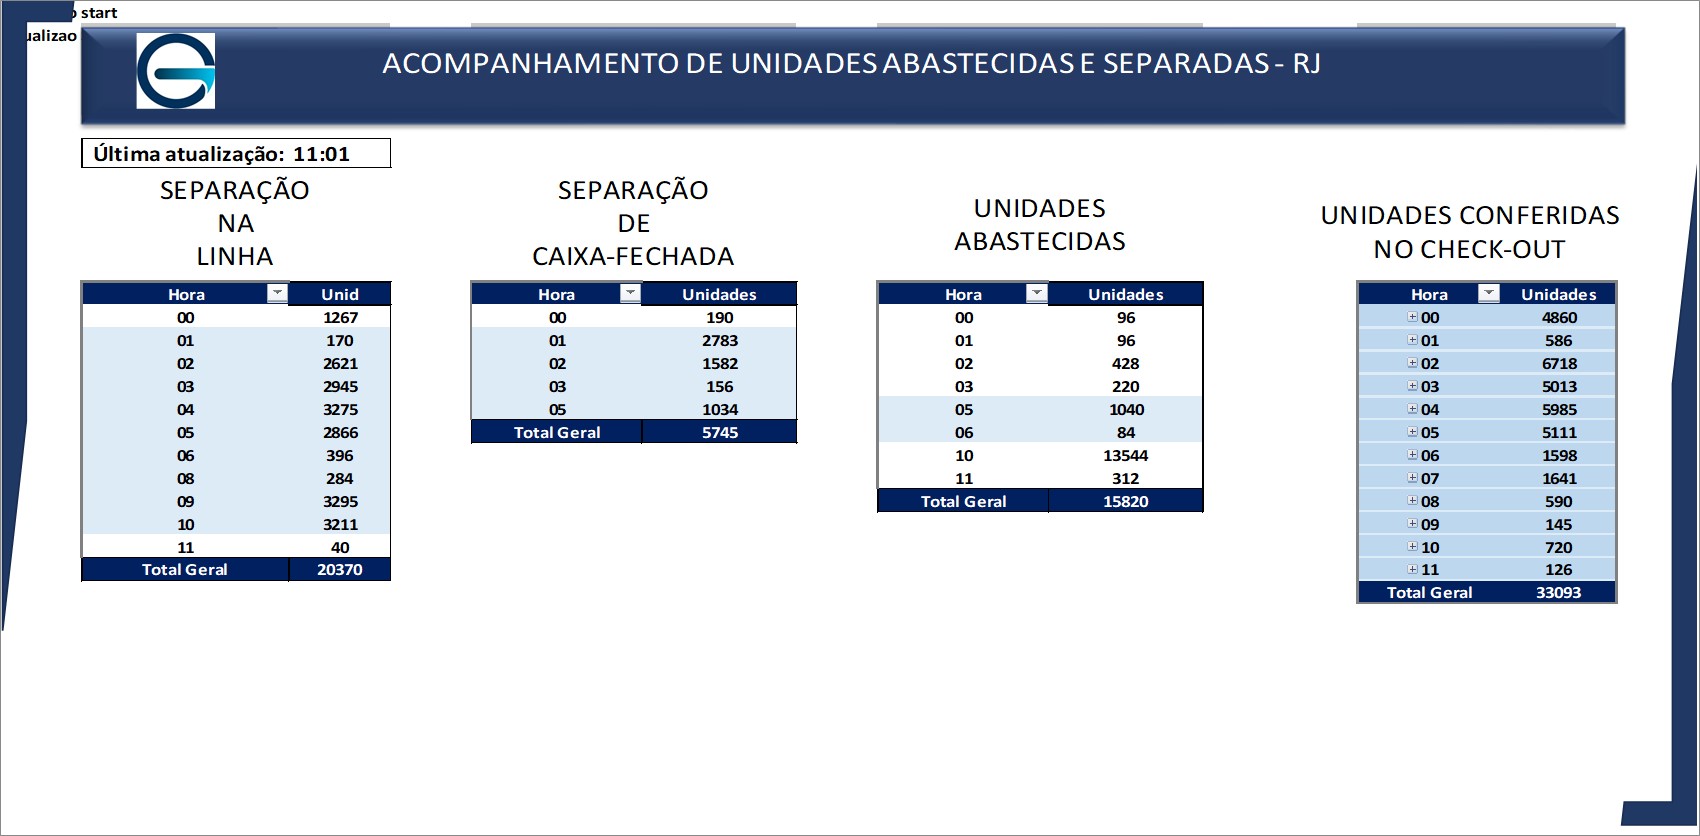 start
ACOMPANHAMENTO DE UNIDADES ABASTECIDAS E SEPARADAS - RJ
Última atualização: 11:01
SEPARAÇÃO
NA
LINHA
Hora Unid
00 1267
01 170
02 2621
03 2945
04 3275
05 2866
06 396
08 284
09 3295
10 3211
11 40
Total Geral 20370
SEPARAÇÃO
DE
CAIXA-FECHADA
Hora Unidades
00 190
01 2783
02 1582
03 156
05 1034
Total Geral 5745
UNIDADES
ABASTECIDAS
Hora Unidades
00 96
01 96
02 428
03 220
05 1040
06 84
10 13544
11 312
Total Geral 15820
UNIDADES CONFERIDAS
NO CHECK-OUT
Hora Unidades
00 4860
01 586
02 6718
03 5013
04 5985
05 5111
06 1598
07 1641
08 590
09 145
10 720
11 126
Total Geral 33093